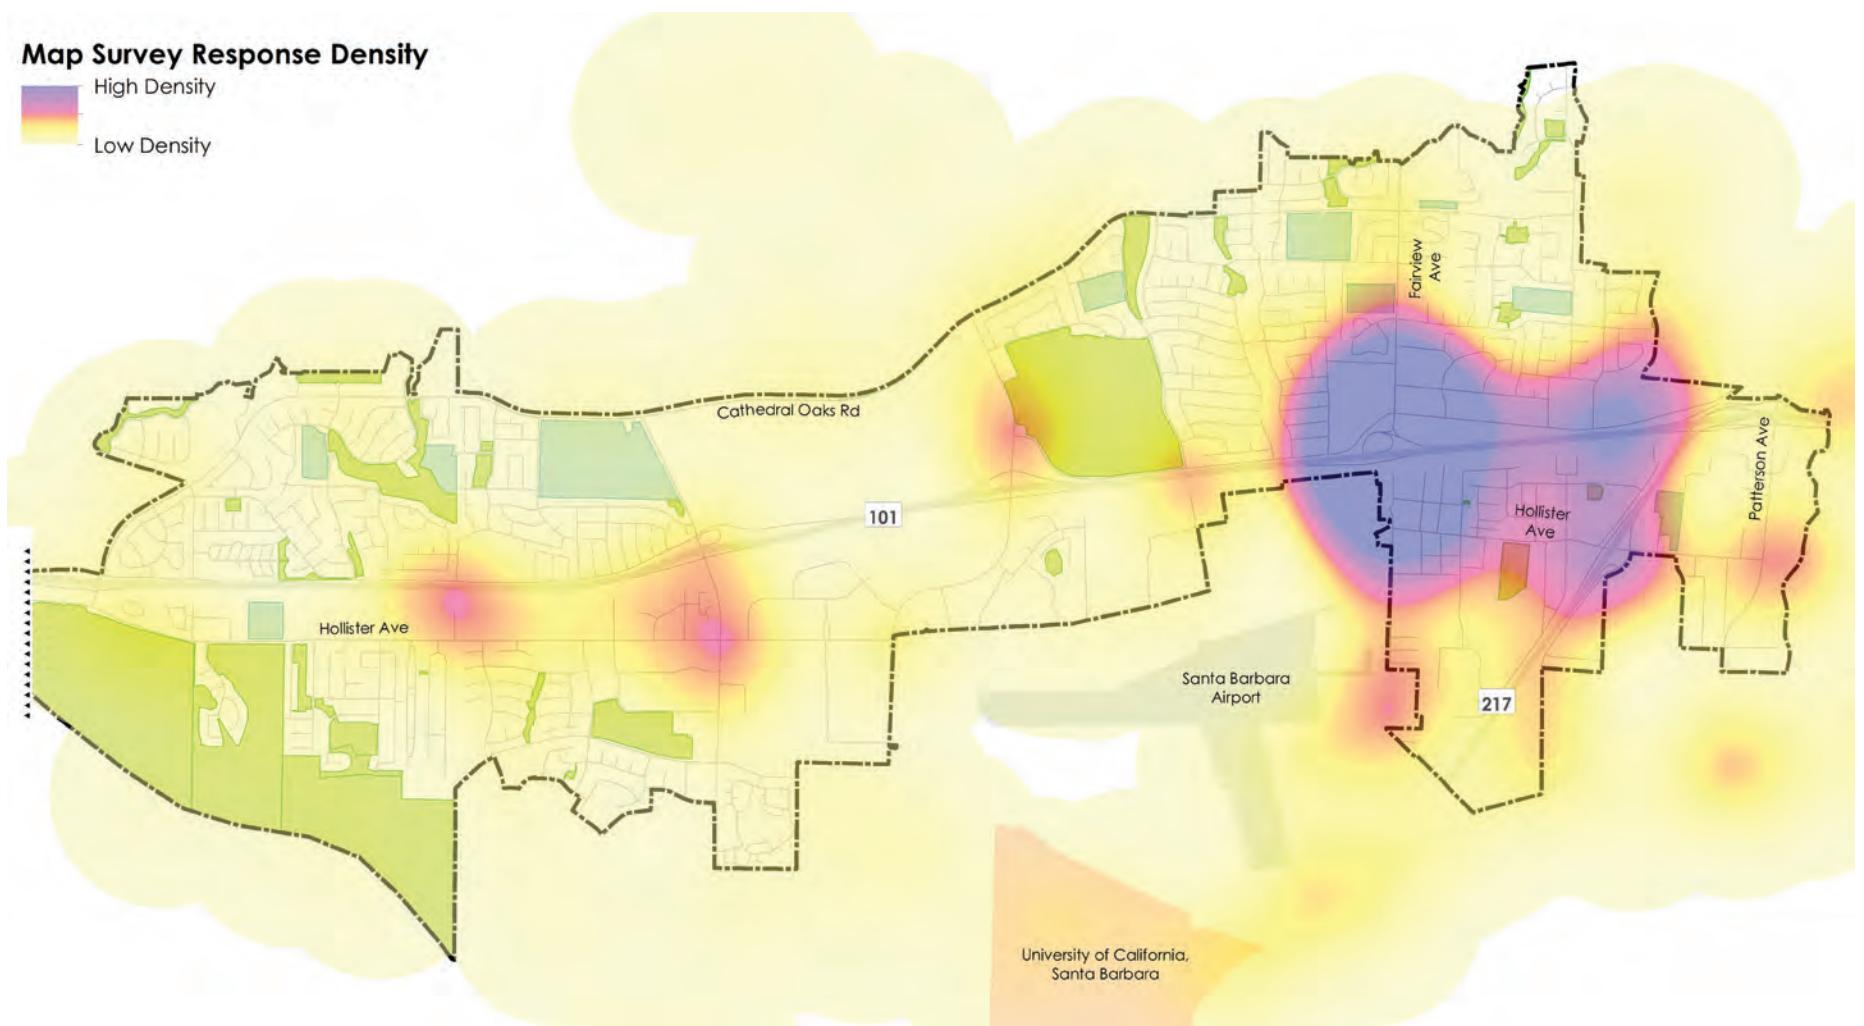 Map Survey Response Density
High Density
Low Density
Fairview
Ave
Cathedral Oaks Rd
Patterson Ave
101
Hollister
Ave
Hollister Ave
Santa Barbara
Airport
217
University of California,
Santa Barbara